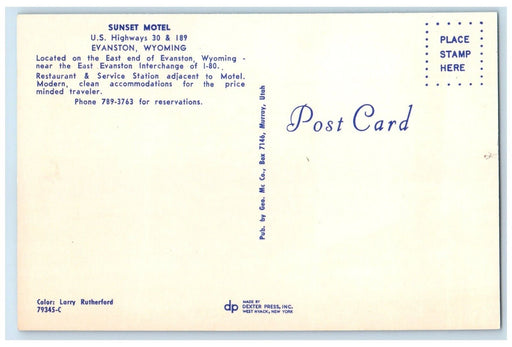 SUNSET MOTEL
U.S. Highways 30 & 189
EVANSTON, WYOMING
Located on the East end of Evanston, Wyoming -
near the East Evanston Interchange of I-80.
Restaurant & Service Station adjacent to Motel.
Modern, clean accommodations for the price
minded traveler.
Phone 789-3763 for reservations.
Pub. by Geo. Mc Co., Box 7146, Murray, Utah
Post Card
PLACE
STAMP
HERE
Color: Larry Rutherford
79345-C
dp
MADE BY
DEXTER PRESS, INC.
WEST NYACK, NEW YORK